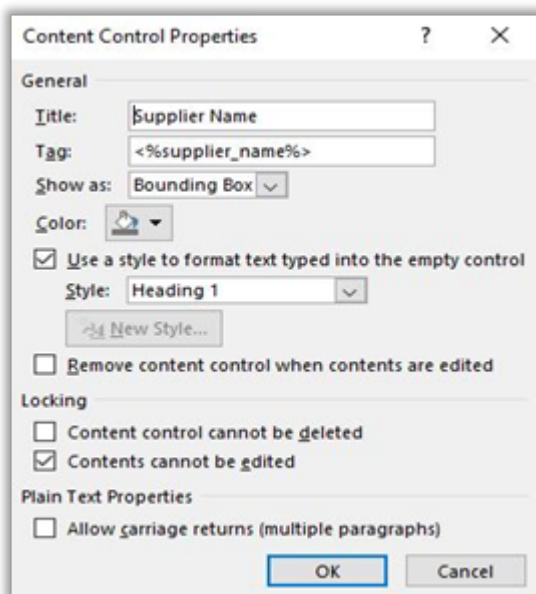 Content Control Properties ?
General
Title: Supplier Name
Tag: <%supplier_name%>
Show as: Bounding Box
Color:
Use a style to format text typed into the empty control
Style: Heading 1
New Style...
Remove content control when contents are edited
Locking
Content control cannot be deleted
Contents cannot be edited
Plain Text Properties
Allow carriage returns (multiple paragraphs)
OK Cancel